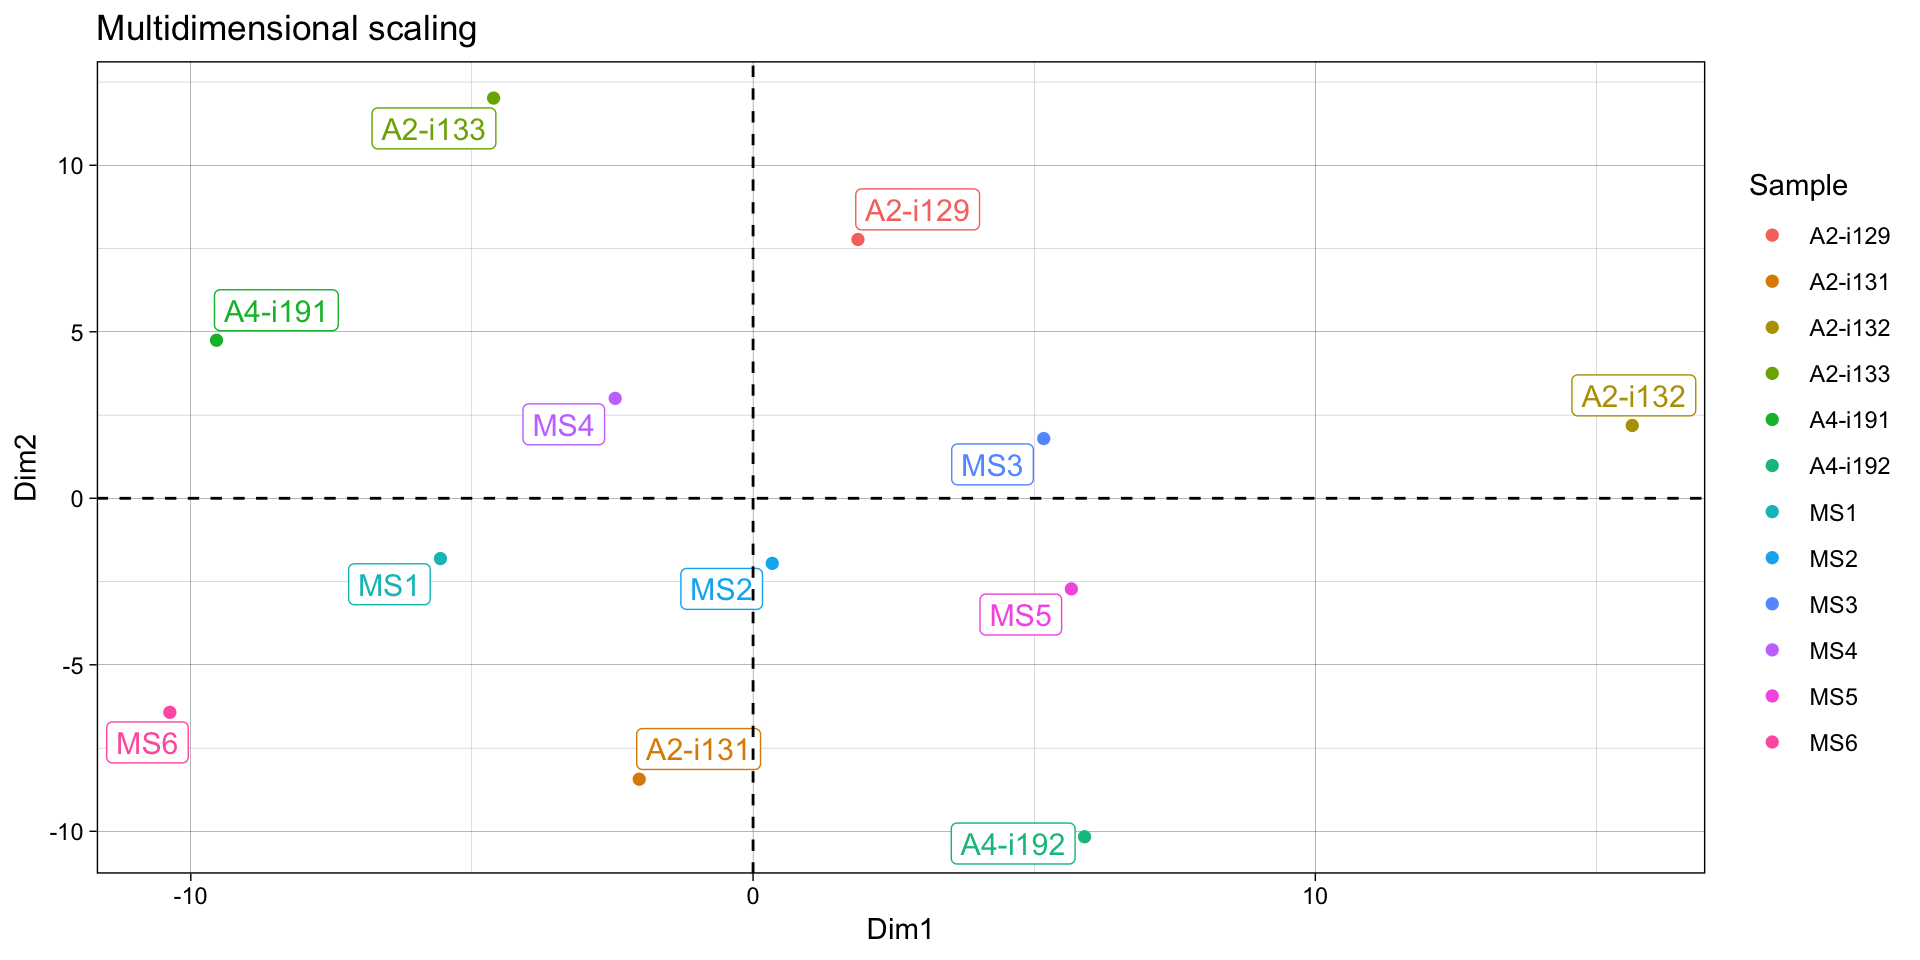 Multidimensional scaling
A2-i133
A2-i129
A4-i191
A2-i132
MS4
MS3
MS1
MS2
MS5
MS6
A2-i131
A4-i192
10
5
0
-5
-10
Dim2
-10
0
10
Dim1
Sample
A2-i129
A2-i131
A2-i132
A2-i133
A4-i191
A4-i192
MS1
MS2
MS3
MS4
MS5
MS6